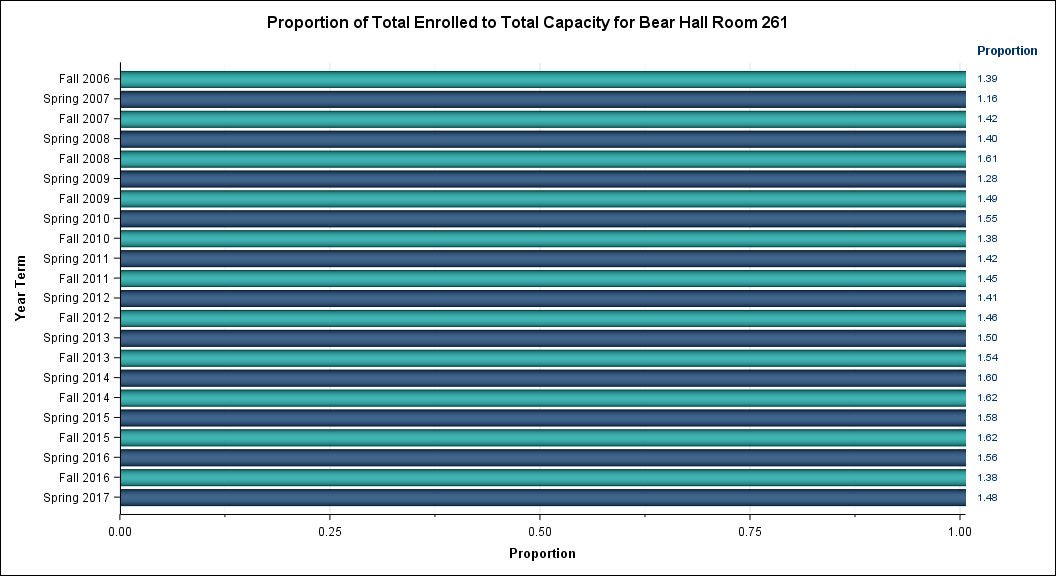 Proportion of Total Enrolled to Total Capacity for Bear Hall Room 261
Proportion
Fall 2006 1.39
Spring 2007 1.16
Fall 2007 1.42
Spring 2008 1.40
Fall 2008 1.61
Spring 2009 1.28
Fall 2009 1.49
Spring 2010 1.55
Fall 2010 1.38
Spring 2011 1.42
Fall 2011 1.45
Spring 2012 1.41
Fall 2012 1.46
Spring 2013 1.50
Fall 2013 1.54
Spring 2014 1.60
Fall 2014 1.62
Spring 2015 1.58
Fall 2015 1.62
Spring 2016 1.56
Fall 2016 1.38
Spring 2017 1.48
Year Term
0.00 0.25 0.50 0.75 1.00
Proportion